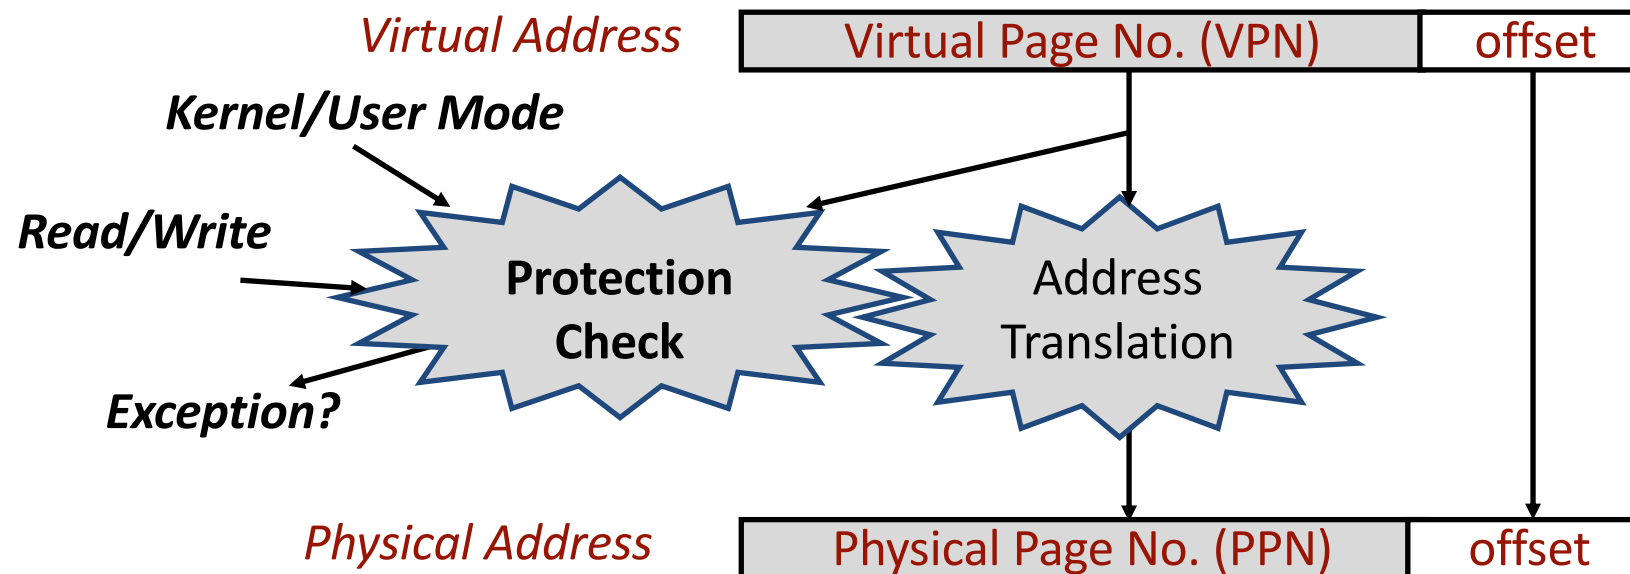 Virtual Address
Virtual Page No. (VPN)
offset
Kernel/User Mode
Read/Write
Protection
Check
Address
Translation
Exception?
Physical Address
Physical Page No. (PPN)
offset